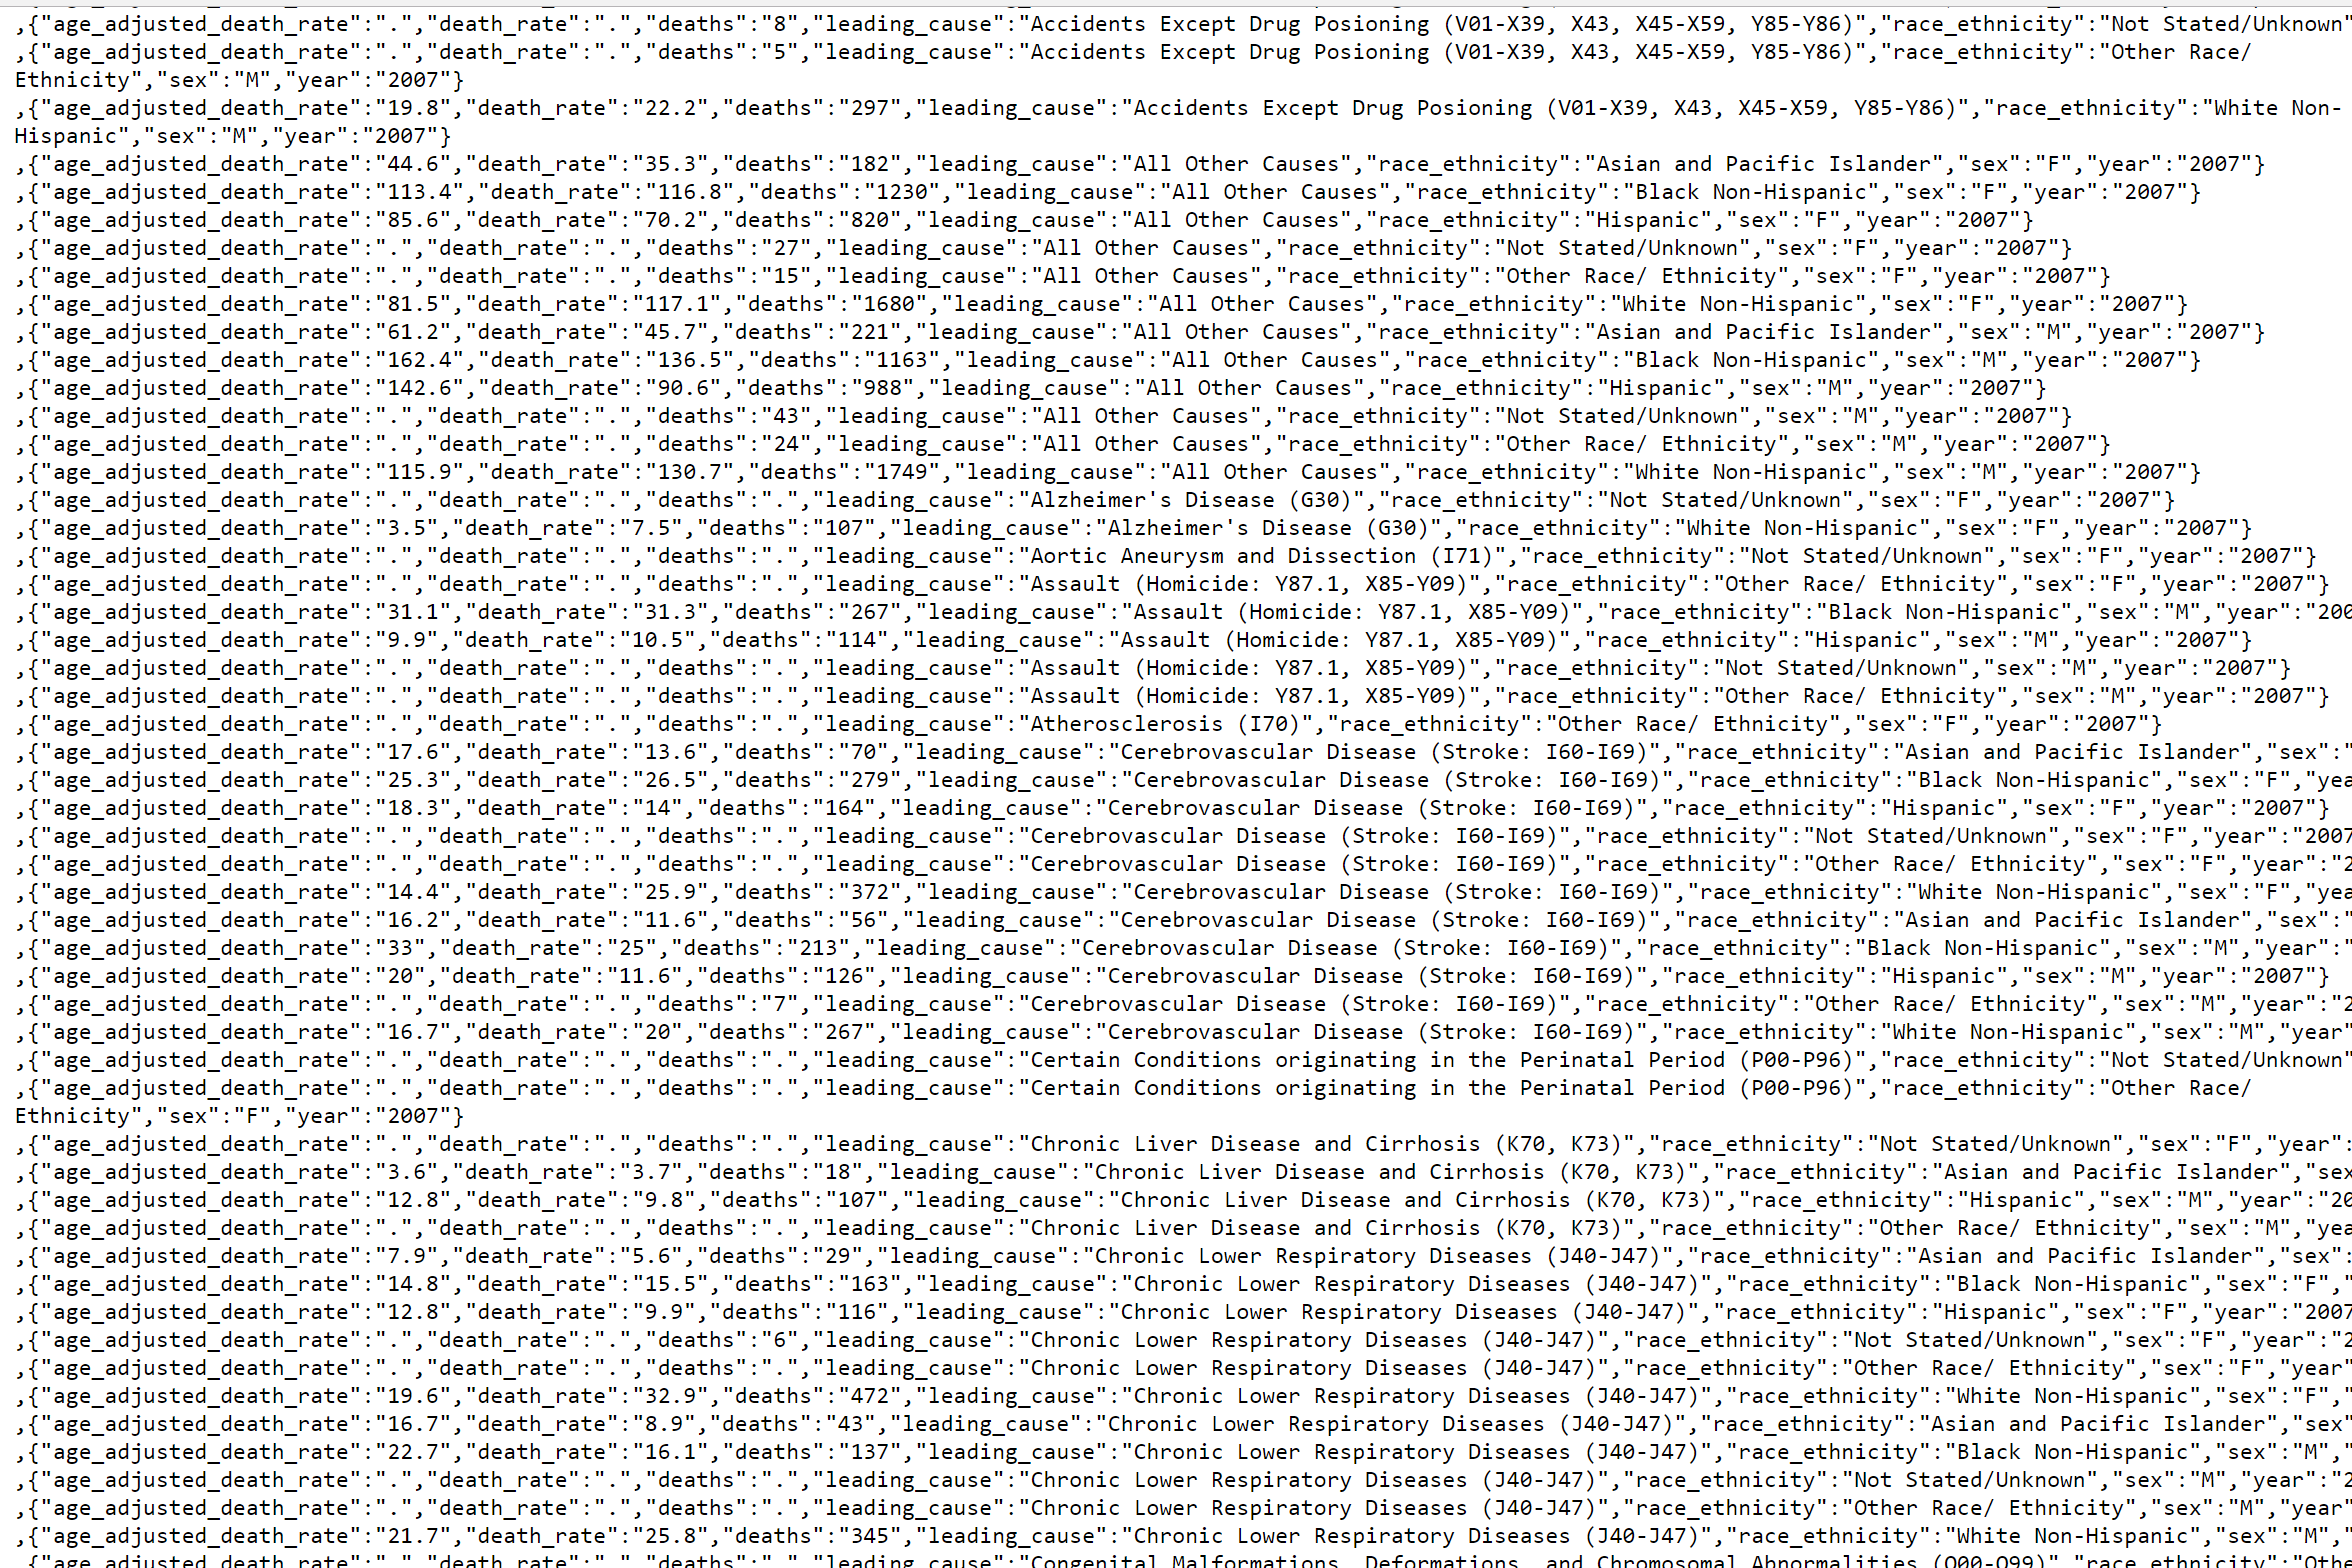 ,{"age_adjusted_death_rate":".","death_rate":".","deaths":"8","leading_cause":"Accidents Except Drug Posioning (V01-X39, X43, X45-X59, Y85-Y86)","race_ethnicity":"Not Stated/Unknown"
,{"age_adjusted_death_rate":".","death_rate":".","deaths":"5","leading_cause":"Accidents Except Drug Posioning (V01-X39, X43, X45-X59, Y85-Y86)","race_ethnicity":"Other Race/
Ethnicity","sex":"M","year":"2007"}
,{"age_adjusted_death_rate":"19.8","death_rate":"22.2","deaths":"297","leading_cause":"Accidents Except Drug Posioning (V01-X39, X43, X45-X59, Y85-Y86)","race_ethnicity":"White Non-
Hispanic","sex":"M","year":"2007"}
,{"age_adjusted_death_rate":"44.6","death_rate":"35.3","deaths":"182","leading_cause":"All Other Causes","race_ethnicity":"Asian and Pacific Islander","sex":"F","year":"2007"}
,{"age_adjusted_death_rate":"113.4","death_rate":"116.8","deaths":"1230","leading_cause":"All Other Causes","race_ethnicity":"Black Non-Hispanic","sex":"F","year":"2007"}
,{"age_adjusted_death_rate":"85.6","death_rate":"70.2","deaths":"820","leading_cause":"All Other Causes","race_ethnicity":"Hispanic","sex":"F","year":"2007"}
,{"age_adjusted_death_rate":".","death_rate":".","deaths":"27","leading_cause":"All Other Causes","race_ethnicity":"Not Stated/Unknown","sex":"F","year":"2007"}
,{"age_adjusted_death_rate":".","death_rate":".","deaths":"15","leading_cause":"All Other Causes","race_ethnicity":"Other Race/ Ethnicity","sex":"F","year":"2007"}
,{"age_adjusted_death_rate":"81.5","death_rate":"117.1","deaths":"1680","leading_cause":"All Other Causes","race_ethnicity":"White Non-Hispanic","sex":"F","year":"2007"}
,{"age_adjusted_death_rate":"61.2","death_rate":"45.7","deaths":"221","leading_cause":"All Other Causes","race_ethnicity":"Asian and Pacific Islander","sex":"M","year":"2007"}
,{"age_adjusted_death_rate":"162.4","death_rate":"136.5","deaths":"1163","leading_cause":"All Other Causes","race_ethnicity":"Black Non-Hispanic","sex":"M","year":"2007"}
,{"age_adjusted_death_rate":"142.6","death_rate":"90.6","deaths":"988","leading_cause":"All Other Causes","race_ethnicity":"Hispanic","sex":"M","year":"2007"}
,{"age_adjusted_death_rate":".","death_rate":".","deaths":"43","leading_cause":"All Other Causes","race_ethnicity":"Not Stated/Unknown","sex":"M","year":"2007"}
,{"age_adjusted_death_rate":".","death_rate":".","deaths":"24","leading_cause":"All Other Causes","race_ethnicity":"Other Race/ Ethnicity","sex":"M","year":"2007"}
,{"age_adjusted_death_rate":"115.9","death_rate":"130.7","deaths":"1749","leading_cause":"All Other Causes","race_ethnicity":"White Non-Hispanic","sex":"M","year":"2007"}
,{"age_adjusted_death_rate":".","death_rate":".","deaths":".","leading_cause":"Alzheimer's Disease (G30)","race_ethnicity":"Not Stated/Unknown","sex":"F","year":"2007"}
,{"age_adjusted_death_rate":"3.5","death_rate":"7.5","deaths":"107","leading_cause":"Alzheimer's Disease (G30)","race_ethnicity":"White Non-Hispanic","sex":"F","year":"2007"}
,{"age_adjusted_death_rate":".","death_rate":".","deaths":".","leading_cause":"Aortic Aneurysm and Dissection (I71)","race_ethnicity":"Not Stated/Unknown","sex":"F","year":"2007"}
,{"age_adjusted_death_rate":".","death_rate":".","deaths":".","leading_cause":"Assault (Homicide: Y87.1, X85-Y09)","race_ethnicity":"Other Race/ Ethnicity","sex":"F","year":"2007"}
,{"age_adjusted_death_rate":"31.1","death_rate":"31.3","deaths":"267","leading_cause":"Assault (Homicide: Y87.1, X85-Y09)","race_ethnicity":"Black Non-Hispanic","sex":"M","year":"200
,{"age_adjusted_death_rate":"9.9","death_rate":"10.5","deaths":"114","leading_cause":"Assault (Homicide: Y87.1, X85-Y09)","race_ethnicity":"Hispanic","sex":"M","year":"2007"}
,{"age_adjusted_death_rate":".","death_rate":".","deaths":".","leading_cause":"Assault (Homicide: Y87.1, X85-Y09)","race_ethnicity":"Not Stated/Unknown","sex":"M","year":"2007"}
,{"age_adjusted_death_rate":".","death_rate":".","deaths":".","leading_cause":"Assault (Homicide: Y87.1, X85-Y09)","race_ethnicity":"Other Race/ Ethnicity","sex":"M","year":"2007"}
,{"age_adjusted_death_rate":".","death_rate":".","deaths":".","leading_cause":"Atherosclerosis (I70)","race_ethnicity":"Other Race/ Ethnicity","sex":"F","year":"2007"}
,{"age_adjusted_death_rate":"17.6","death_rate":"13.6","deaths":"70","leading_cause":"Cerebrovascular Disease (Stroke: I60-I69)","race_ethnicity":"Asian and Pacific Islander","sex":"
,{"age_adjusted_death_rate":"25.3","death_rate":"26.5","deaths":"279","leading_cause":"Cerebrovascular Disease (Stroke: I60-I69)","race_ethnicity":"Black Non-Hispanic","sex":"F","yea
,{"age_adjusted_death_rate":"18.3","death_rate":"14","deaths":"164","leading_cause":"Cerebrovascular Disease (Stroke: I60-I69)","race_ethnicity":"Hispanic","sex":"F","year":"2007"}
,{"age_adjusted_death_rate":".","death_rate":".","deaths":".","leading_cause":"Cerebrovascular Disease (Stroke: I60-I69)","race_ethnicity":"Not Stated/Unknown","sex":"F","year":"2007
,{"age_adjusted_death_rate":".","death_rate":".","deaths":".","leading_cause":"Cerebrovascular Disease (Stroke: I60-I69)","race_ethnicity":"Other Race/ Ethnicity","sex":"F","year":"2
,{"age_adjusted_death_rate":"14.4","death_rate":"25.9","deaths":"372","leading_cause":"Cerebrovascular Disease (Stroke: I60-I69)","race_ethnicity":"White Non-Hispanic","sex":"F","yea
,{"age_adjusted_death_rate":"16.2","death_rate":"11.6","deaths":"56","leading_cause":"Cerebrovascular Disease (Stroke: I60-I69)","race_ethnicity":"Asian and Pacific Islander","sex":"
,{"age_adjusted_death_rate":"33","death_rate":"25","deaths":"213","leading_cause":"Cerebrovascular Disease (Stroke: I60-I69)","race_ethnicity":"Black Non-Hispanic","sex":"M","year":"
,{"age_adjusted_death_rate":"20","death_rate":"11.6","deaths":"126","leading_cause":"Cerebrovascular Disease (Stroke: I60-I69)","race_ethnicity":"Hispanic","sex":"M","year":"2007"}
,{"age_adjusted_death_rate":".","death_rate":".","deaths":"7","leading_cause":"Cerebrovascular Disease (Stroke: I60-I69)","race_ethnicity":"Other Race/ Ethnicity","sex":"M","year":"2
,{"age_adjusted_death_rate":"16.7","death_rate":"20","deaths":"267","leading_cause":"Cerebrovascular Disease (Stroke: I60-I69)","race_ethnicity":"White Non-Hispanic","sex":"M","year"
,{"age_adjusted_death_rate":".","death_rate":".","deaths":".","leading_cause":"Certain Conditions originating in the Perinatal Period (P00-P96)","race_ethnicity":"Not Stated/Unknown"
,{"age_adjusted_death_rate":".","death_rate":".","deaths":".","leading_cause":"Certain Conditions originating in the Perinatal Period (P00-P96)","race_ethnicity":"Other Race/
Ethnicity","sex":"F","year":"2007"}
,{"age_adjusted_death_rate":".","death_rate":".","deaths":".","leading_cause":"Chronic Liver Disease and Cirrhosis (K70, K73)","race_ethnicity":"Not Stated/Unknown","sex":"F","year":
,{"age_adjusted_death_rate":"3.6","death_rate":"3.7","deaths":"18","leading_cause":"Chronic Liver Disease and Cirrhosis (K70, K73)","race_ethnicity":"Asian and Pacific Islander","sex
,{"age_adjusted_death_rate":"12.8","death_rate":"9.8","deaths":"107","leading_cause":"Chronic Liver Disease and Cirrhosis (K70, K73)","race_ethnicity":"Hispanic","sex":"M","year":"20
,{"age_adjusted_death_rate":".","death_rate":".","deaths":".","leading_cause":"Chronic Liver Disease and Cirrhosis (K70, K73)","race_ethnicity":"Other Race/ Ethnicity","sex":"M","yea
,{"age_adjusted_death_rate":"7.9","death_rate":"5.6","deaths":"29","leading_cause":"Chronic Lower Respiratory Diseases (J40-J47)","race_ethnicity":"Asian and Pacific Islander","sex":
,{"age_adjusted_death_rate":"14.8","death_rate":"15.5","deaths":"163","leading_cause":"Chronic Lower Respiratory Diseases (J40-J47)","race_ethnicity":"Black Non-Hispanic","sex":"F",
,{"age_adjusted_death_rate":"12.8","death_rate":"9.9","deaths":"116","leading_cause":"Chronic Lower Respiratory Diseases (J40-J47)","race_ethnicity":"Hispanic","sex":"F","year":"2007
,{"age_adjusted_death_rate":".","death_rate":".","deaths":"6","leading_cause":"Chronic Lower Respiratory Diseases (J40-J47)","race_ethnicity":"Not Stated/Unknown","sex":"F","year":"2
,{"age_adjusted_death_rate":".","death_rate":".","deaths":".","leading_cause":"Chronic Lower Respiratory Diseases (J40-J47)","race_ethnicity":"Other Race/ Ethnicity","sex":"F","year"
,{"age_adjusted_death_rate":"19.6","death_rate":"32.9","deaths":"472","leading_cause":"Chronic Lower Respiratory Diseases (J40-J47)","race_ethnicity":"White Non-Hispanic","sex":"F",
,{"age_adjusted_death_rate":"16.7","death_rate":"8.9","deaths":"43","leading_cause":"Chronic Lower Respiratory Diseases (J40-J47)","race_ethnicity":"Asian and Pacific Islander","sex"
,{"age_adjusted_death_rate":"22.7","death_rate":"16.1","deaths":"137","leading_cause":"Chronic Lower Respiratory Diseases (J40-J47)","race_ethnicity":"Black Non-Hispanic","sex":"M",
,{"age_adjusted_death_rate":".","death_rate":".","deaths":".","leading_cause":"Chronic Lower Respiratory Diseases (J40-J47)","race_ethnicity":"Not Stated/Unknown","sex":"M","year":"2
,{"age_adjusted_death_rate":".","death_rate":".","deaths":".","leading_cause":"Chronic Lower Respiratory Diseases (J40-J47)","race_ethnicity":"Other Race/ Ethnicity","sex":"M","year"
,{"age_adjusted_death_rate":"21.7","death_rate":"25.8","deaths":"345","leading_cause":"Chronic Lower Respiratory Diseases (J40-J47)","race_ethnicity":"White Non-Hispanic","sex":"M",
,{"age_adjusted_death_rate":".","death_rate":".","deaths":".","leading_cause":"Congenital Malformations, Deformations, and Chromosomal Abnormalities (Q00-Q99)","race_ethnicity":"Othe